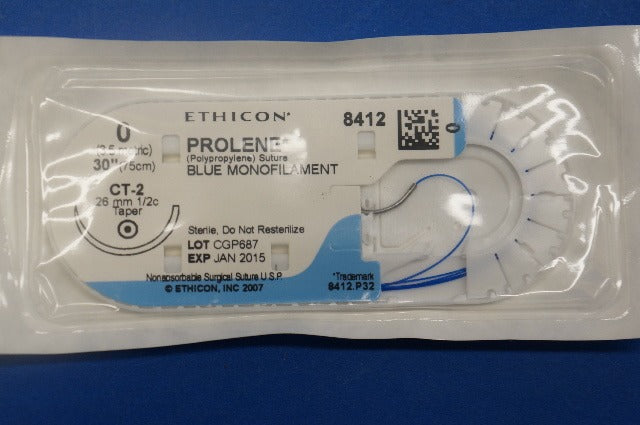 ETHICON*
0
(3.5 metric)
30" (75cm)
CT-2
26 mm 1/2c
Taper
PROLENE*
(Polypropylene) Suture
BLUE MONOFILAMENT
8412
0
Sterile, Do Not Resterilize
LOT CGP687
EXP JAN 2015
Nonabsorbable Surgical Suture U.S.P.
© ETHICON, INC 2007
*Trademark
8412.P32